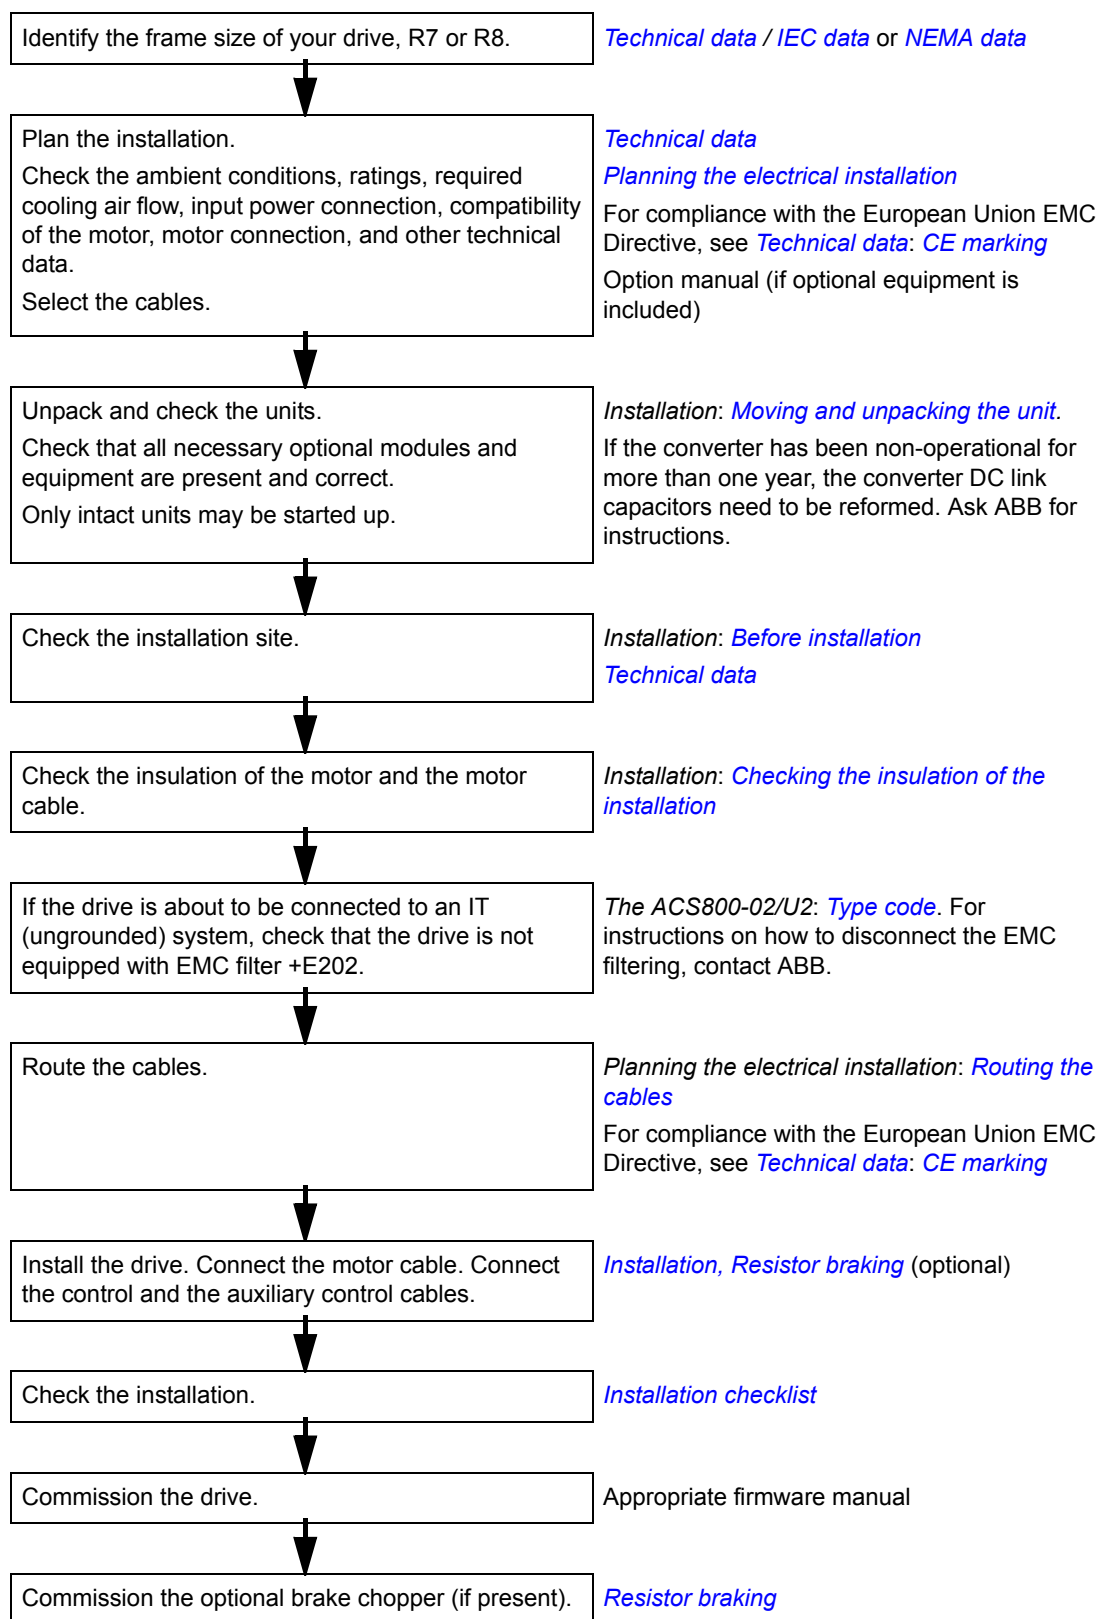 Identify the frame size of your drive, R7 or R8.
Technical data / IEC data or NEMA data
Plan the installation.
Check the ambient conditions, ratings, required
cooling air flow, input power connection, compatibility
of the motor, motor connection, and other technical
data.
Select the cables.
Technical data
Planning the electrical installation
For compliance with the European Union EMC
Directive, see Technical data: CE marking
Option manual (if optional equipment is
included)
Unpack and check the units.
Check that all necessary optional modules and
equipment are present and correct.
Only intact units may be started up.
Installation: Moving and unpacking the unit.
If the converter has been non-operational for
more than one year, the converter DC link
capacitors need to be reformed. Ask ABB for
instructions.
Check the installation site.
Installation: Before installation
Technical data
Check the insulation of the motor and the motor
cable.
Installation: Checking the insulation of the
installation
If the drive is about to be connected to an IT
(ungrounded) system, check that the drive is not
equipped with EMC filter +E202.
The ACS800-02/U2: Type code. For
instructions on how to disconnect the EMC
filtering, contact ABB.
Route the cables.
Planning the electrical installation: Routing the
cables
For compliance with the European Union EMC
Directive, see Technical data: CE marking
Install the drive. Connect the motor cable. Connect
the control and the auxiliary control cables.
Installation, Resistor braking (optional)
Check the installation.
Installation checklist
Commission the drive.
Appropriate firmware manual
Commission the optional brake chopper (if present).
Resistor braking